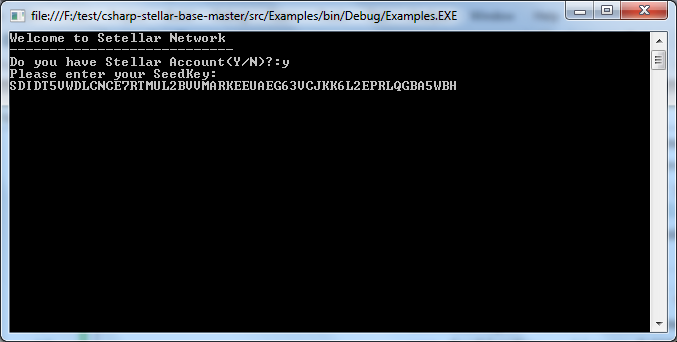 file:///F:/test/csharp-stellar-base-master/src/Examples/bin/Debug/Examples.EXE
Welcome to Setellar Network
---------------------------
Do you have Stellar Account(Y/N)?:y
Please enter your SeedKey:
SDIDT5VWDLCNCE7RTMUL2BVVMARKEEUAEG63VCJKK6L2EPRLQGBA5WBH